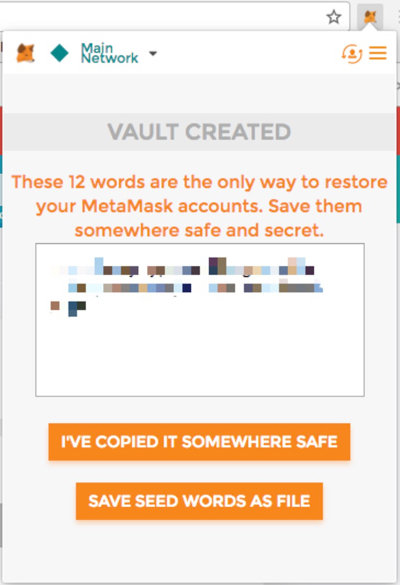 Main
Network
VAULT CREATED
These 12 words are the only way to restore
your MetaMask accounts. Save them
somewhere safe and secret.
I'VE COPIED IT SOMEWHERE SAFE
SAVE SEED WORDS AS FILE